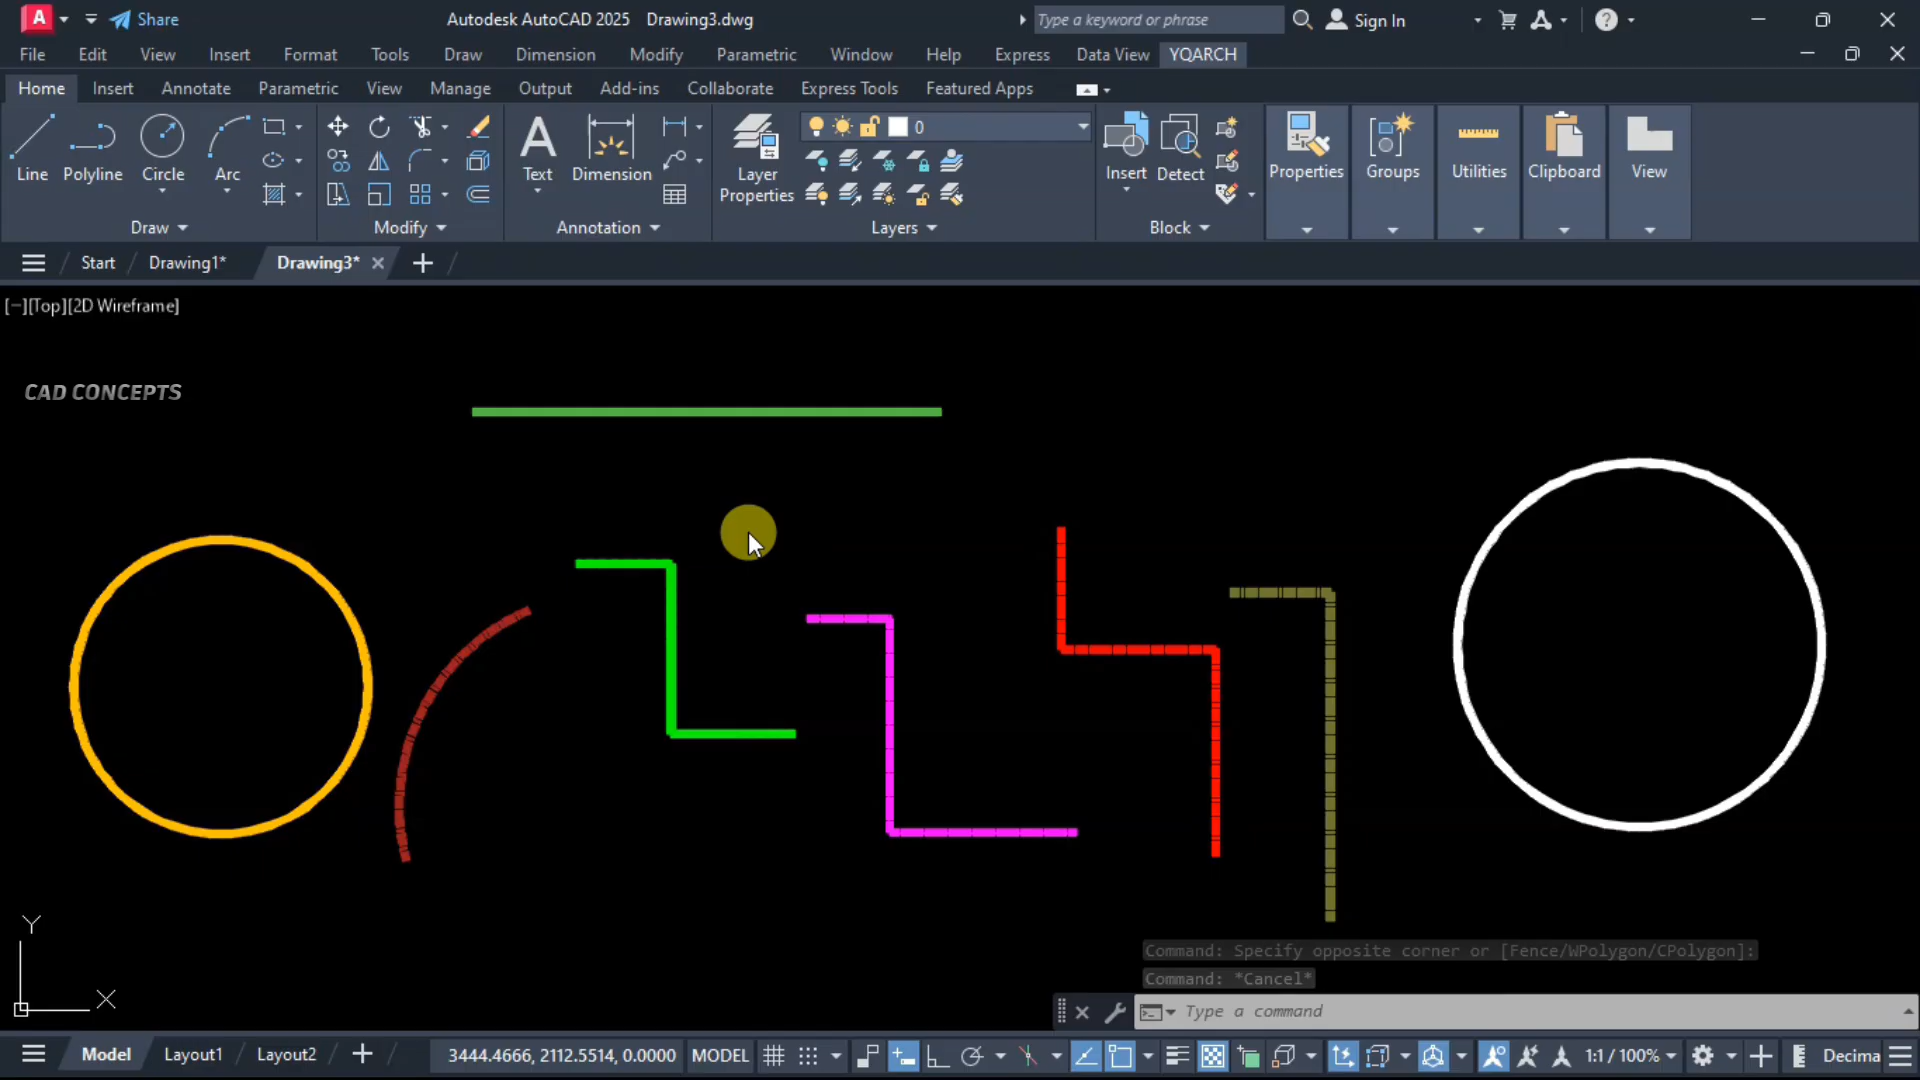 A Share Autodesk AutoCAD 2025 Drawing3.dwg Type a keyword or phrase Sign In
File Edit View Insert Format Tools Draw Dimension Modify Parametric Window Help Express Data View YQARCH
Home Insert Annotate Parametric View Manage Output Add-ins Collaborate Express Tools Featured Apps
0
Line Polyline Circle Arc Text Dimension Layer Properties Insert Detect Properties Groups Utilities Clipboard View
Draw Modify Annotation Layers Block
Start Drawing1* Drawing3*
[−][Top][2D Wireframe]
CAD CONCEPTS
Y
X
Command: Specify opposite corner or [Fence/WPolygon/CPolygon]:
Command: *Cancel*
Type a command
Model Layout1 Layout2 3444.4666, 2112.5514, 0.0000 MODEL 1:1 / 100% Decima